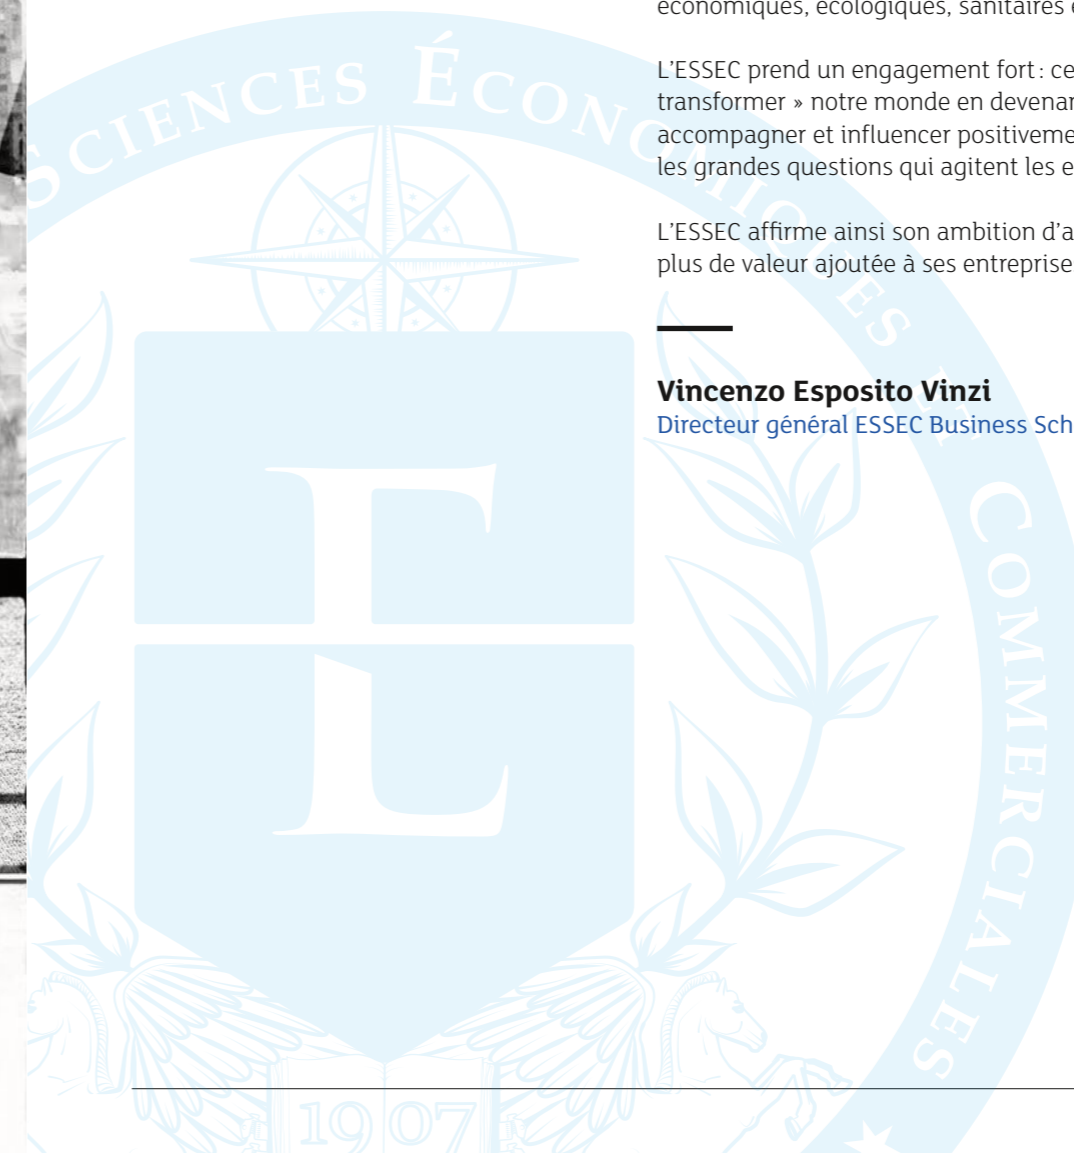 économiques, écologiques, sanitaires
L'ESSEC prend un engagement fort : ce
transformer » notre monde en devenan
accompagner et influencer positiveme
les grandes questions qui agitent les e
L'ESSEC affirme ainsi son ambition d'a
plus de valeur ajoutée à ses entreprise
Vincenzo Esposito Vinzi
Directeur général ESSEC Business Sch
SCIENCES ÉCONOMIQUES ET COMMERCIALES
E
1907